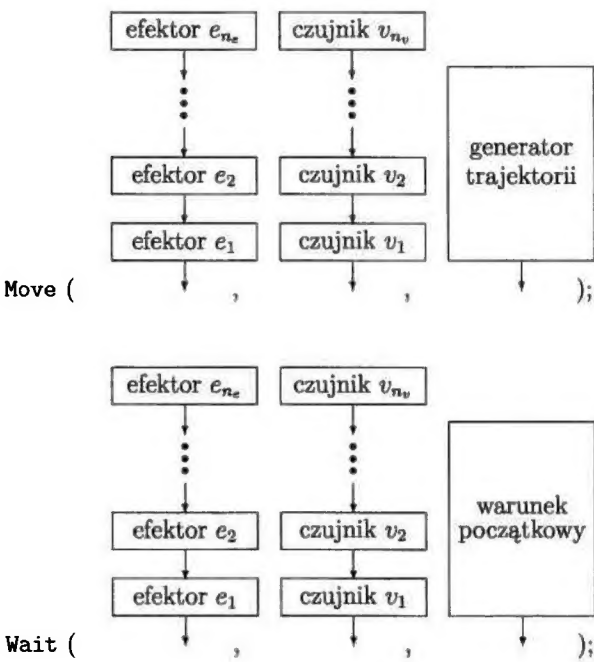 efektor e_{n_e} czujnik v_{n_v}
generator
trajektorii
efektor e_2 czujnik v_2
efektor e_1 czujnik v_1
Move ( , , );
efektor e_{n_e} czujnik v_{n_v}
warunek
początkowy
efektor e_2 czujnik v_2
efektor e_1 czujnik v_1
Wait ( , , );